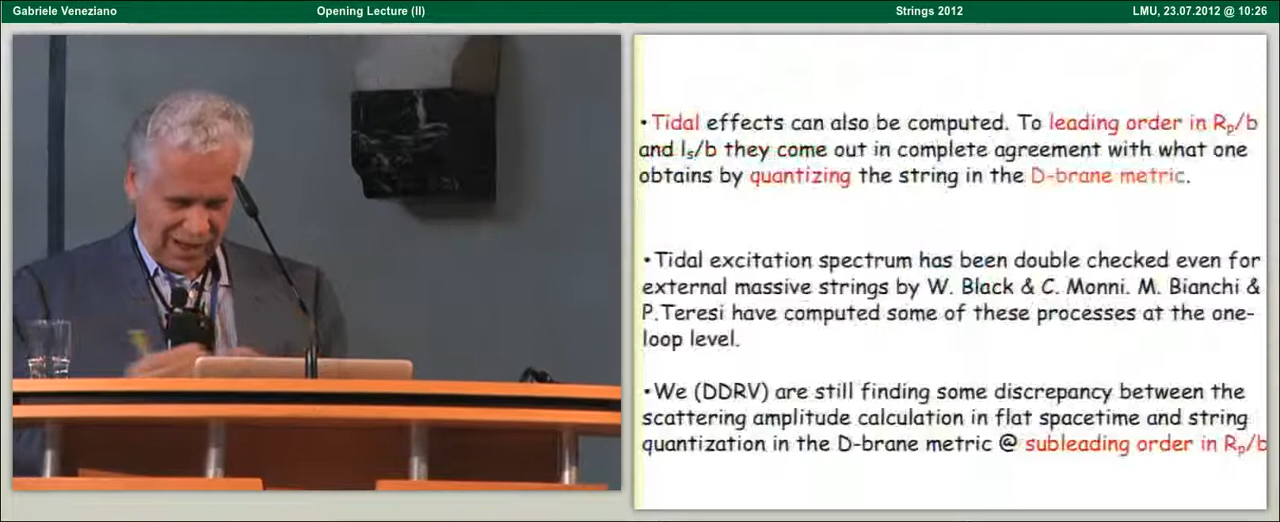 Gabriele Veneziano Opening Lecture (II) Strings 2012 LMU, 23.07.2012 @ 10:26
• Tidal effects can also be computed. To leading order in Rp/b
and ls/b they come out in complete agreement with what one
obtains by quantizing the string in the D-brane metric.
• Tidal excitation spectrum has been double checked even for
external massive strings by W. Black & C. Monni. M. Bianchi &
P.Teresi have computed some of these processes at the one-
loop level.
• We (DDRV) are still finding some discrepancy between the
scattering amplitude calculation in flat spacetime and string
quantization in the D-brane metric @ subleading order in Rp/b